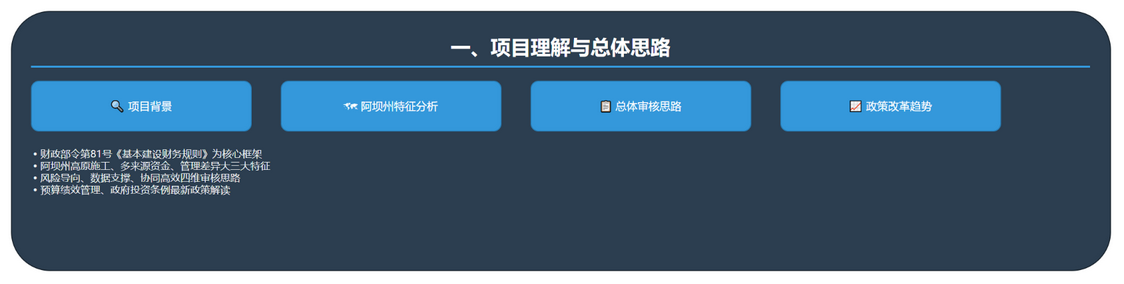 一、项目理解与总体思路
🔍 项目背景
🗺 阿坝州特征分析
📋 总体审核思路
📈 政策改革趋势
• 财政部令第81号《基本建设财务规则》为核心框架
• 阿坝州高原施工、多来源资金、管理差异大三大特征
• 风险导向、数据支撑、协同高效四维审核思路
• 预算绩效管理、政府投资条例最新政策解读